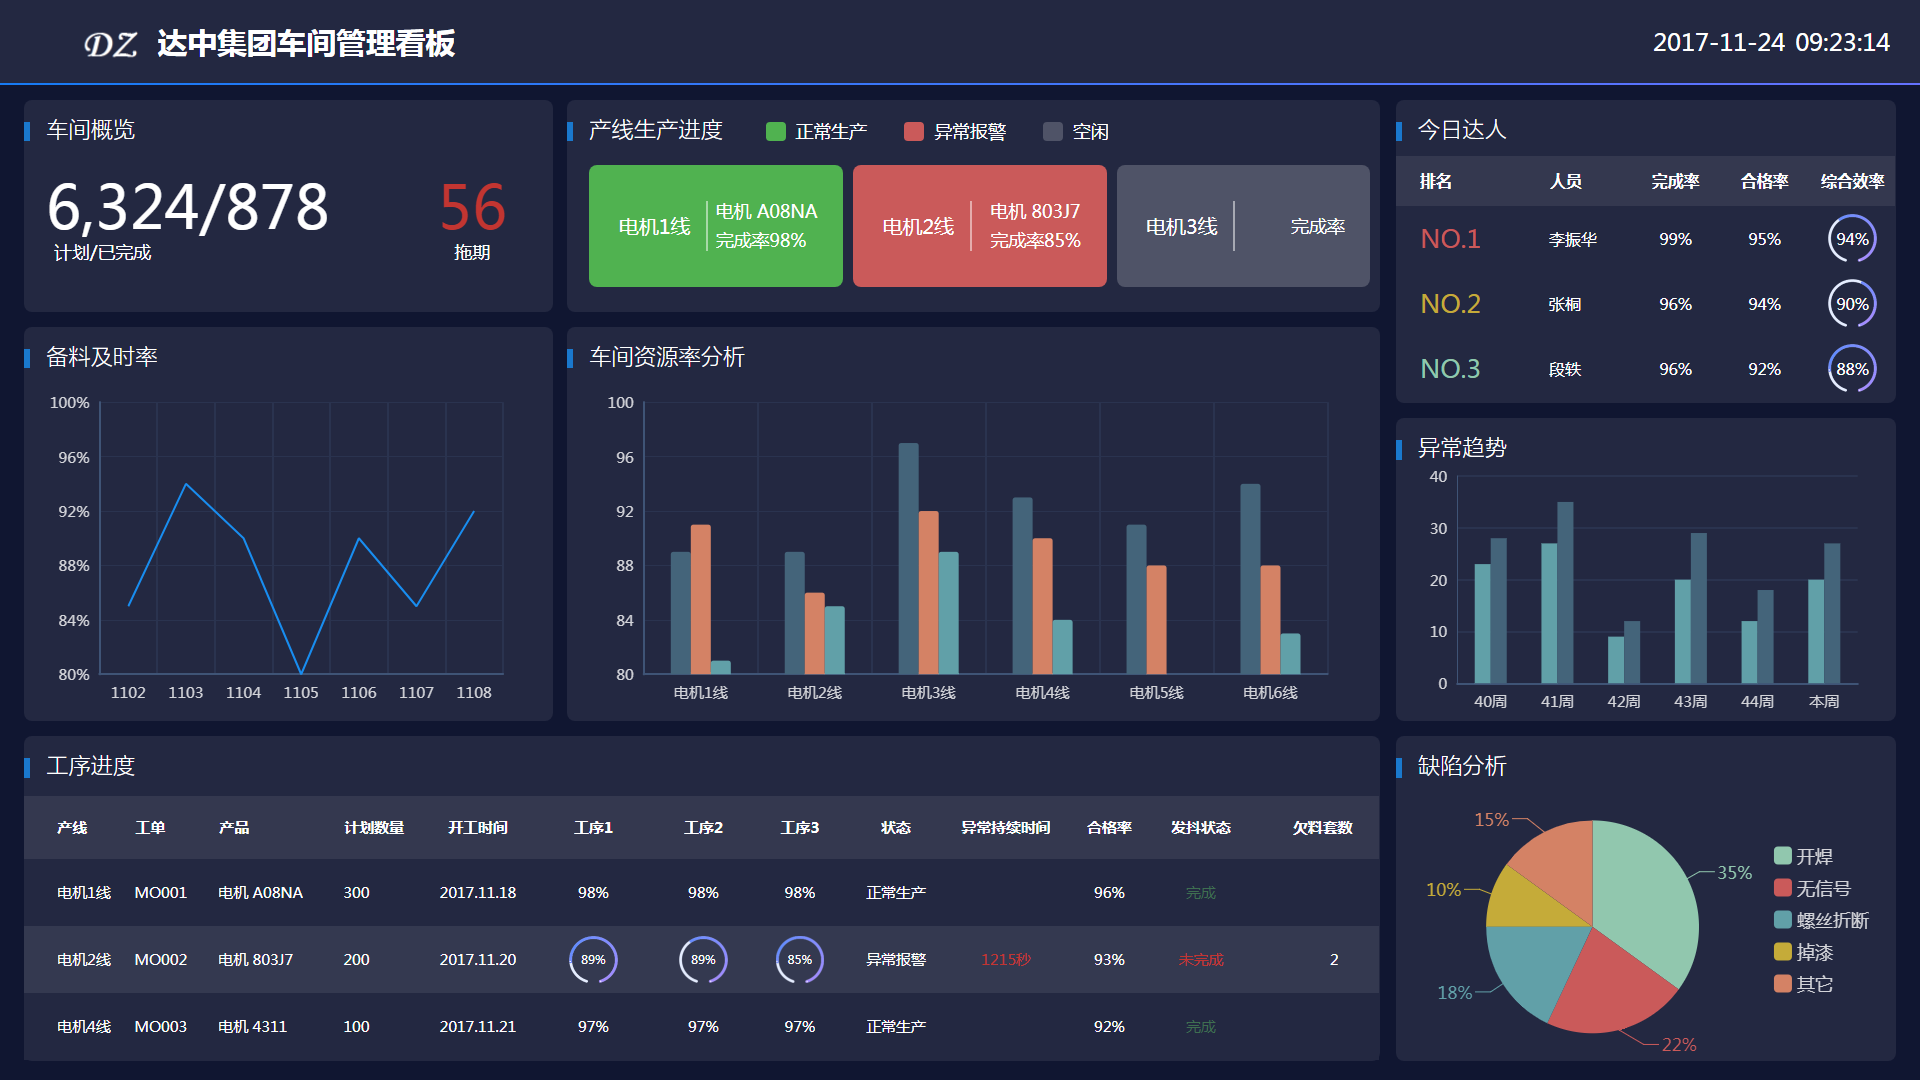 DZ 达中集团车间管理看板
2017-11-24 09:23:14
车间概览
6,324/878
计划/已完成
56
拖期
产线生产进度
正常生产 异常报警 空闲
电机1线
电机 A08NA
完成率98%
电机2线
电机 803J7
完成率85%
电机3线
完成率
今日达人
排名 人员 完成率 合格率 综合效率
NO.1 李振华 99% 95% 94%
NO.2 张桐 96% 94% 90%
NO.3 段轶 96% 92% 88%
备料及时率
100%
96%
92%
88%
84%
80%
1102 1103 1104 1105 1106 1107 1108
车间资源率分析
100
96
92
88
84
80
电机1线 电机2线 电机3线 电机4线 电机5线 电机6线
异常趋势
40
30
20
10
0
40周 41周 42周 43周 44周 本周
工序进度
产线 工单 产品 计划数量 开工时间 工序1 工序2 工序3 状态 异常持续时间 合格率 发抖状态 欠料套数
电机1线 MO001 电机 A08NA 300 2017.11.18 98% 98% 98% 正常生产 96% 完成
电机2线 MO002 电机 803J7 200 2017.11.20 89% 89% 85% 异常报警 1215秒 93% 未完成 2
电机4线 MO003 电机 4311 100 2017.11.21 97% 97% 97% 正常生产 92% 完成
缺陷分析
15%
35%
10%
18%
22%
开焊
无信号
螺丝折断
掉漆
其它